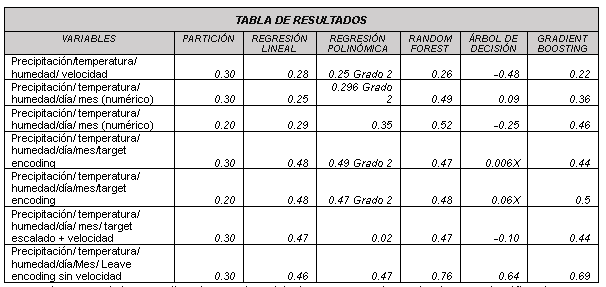 TABLA DE RESULTADOS
VARIABLES PARTICIÓN REGRESIÓN LINEAL REGRESIÓN POLINÓMICA RANDOM FOREST ÁRBOL DE DECISIÓN GRADIENT BOOSTING
Precipitación/temperatura/
humedad/ velocidad 0.30 0.28 0.25 Grado 2 0.26 -0.48 0.22
Precipitación/ temperatura/
humedad/día/ mes (numérico) 0.30 0.25 0.296 Grado 2 0.49 0.09 0.36
Precipitación/ temperatura/
humedad/día/ mes (numérico) 0.20 0.29 0.35 0.52 -0.25 0.46
Precipitación/ temperatura/
humedad/día/mes/target
encoding 0.30 0.48 0.49 Grado 2 0.47 0.006X 0.44
Precipitación/ temperatura/
humedad/día/mes/target
encoding 0.20 0.48 0.47 Grado 2 0.48 0.06X 0.5
Precipitación/ temperatura/
humedad/día/ mes/ target
escalado + velocidad 0.30 0.47 0.02 0.47 -0.10 0.44
Precipitación/ temperatura/
humedad/día/Mes/ Leave
encoding sin velocidad 0.30 0.46 0.47 0.76 0.64 0.69